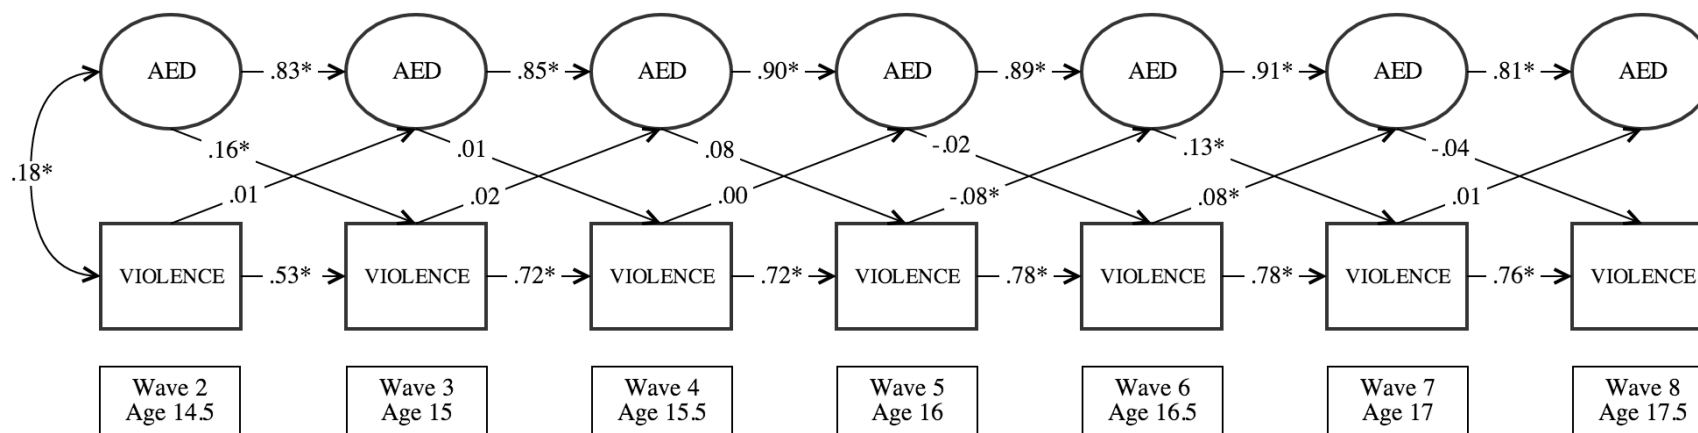 AED .83* AED .85* AED .90* AED .89* AED .91* AED .81* AED
.16* .01 .08 -.02 .13* -.04
.18*
.01 .02 .00 -.08* .08* .01
VIOLENCE .53* VIOLENCE .72* VIOLENCE .72* VIOLENCE .78* VIOLENCE .78* VIOLENCE .76* VIOLENCE
Wave 2
Age 14.5
Wave 3
Age 15
Wave 4
Age 15.5
Wave 5
Age 16
Wave 6
Age 16.5
Wave 7
Age 17
Wave 8
Age 17.5